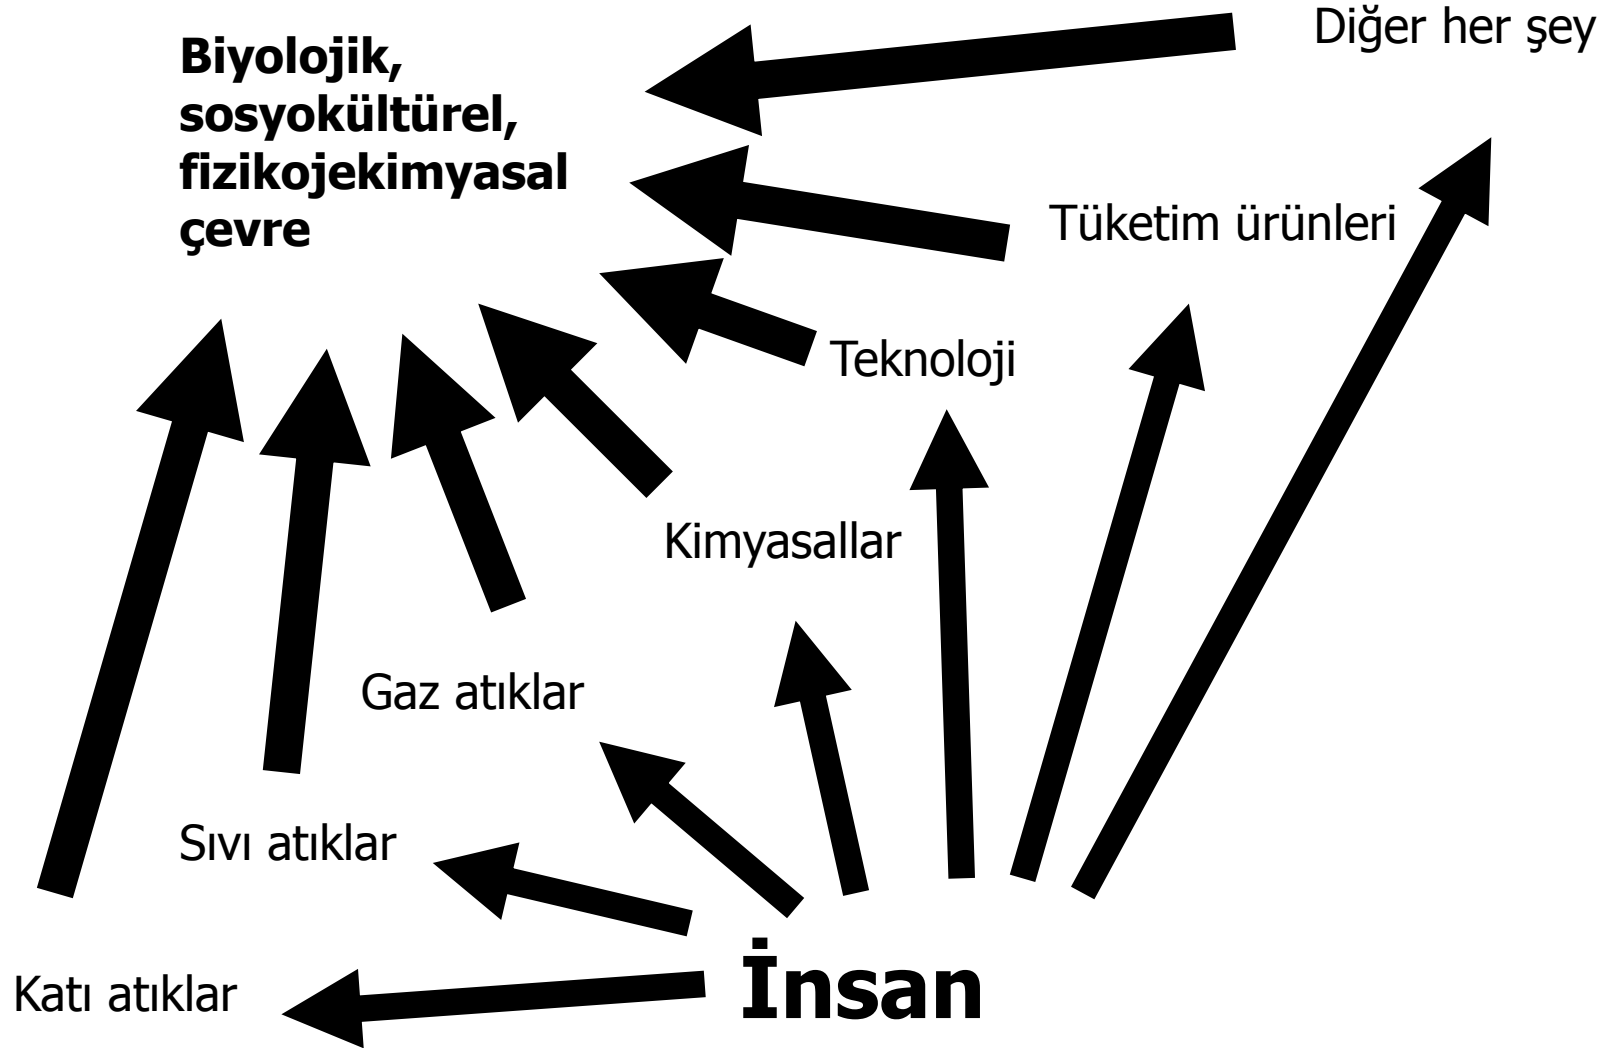 Diğer her şey
Biyolojik,
sosyokültürel,
fizikojekimyasal
çevre
Tüketim ürünleri
Teknoloji
Kimyasallar
Gaz atıklar
Sıvı atıklar
Katı atıklar
İnsan